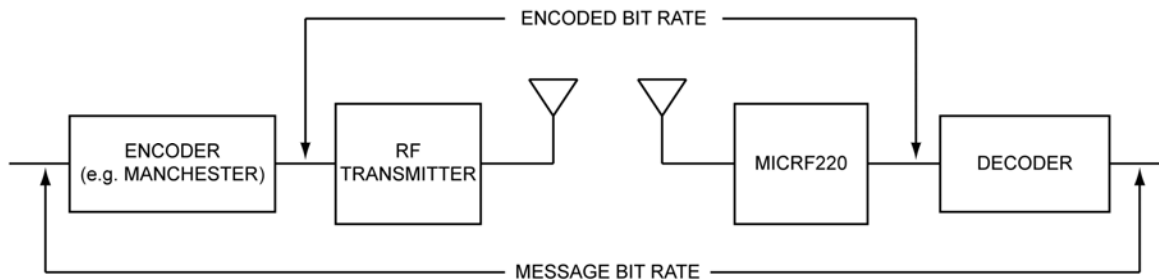 ENCODED BIT RATE
ENCODER
(e.g. MANCHESTER)
RF
TRANSMITTER
MICRF220
DECODER
MESSAGE BIT RATE